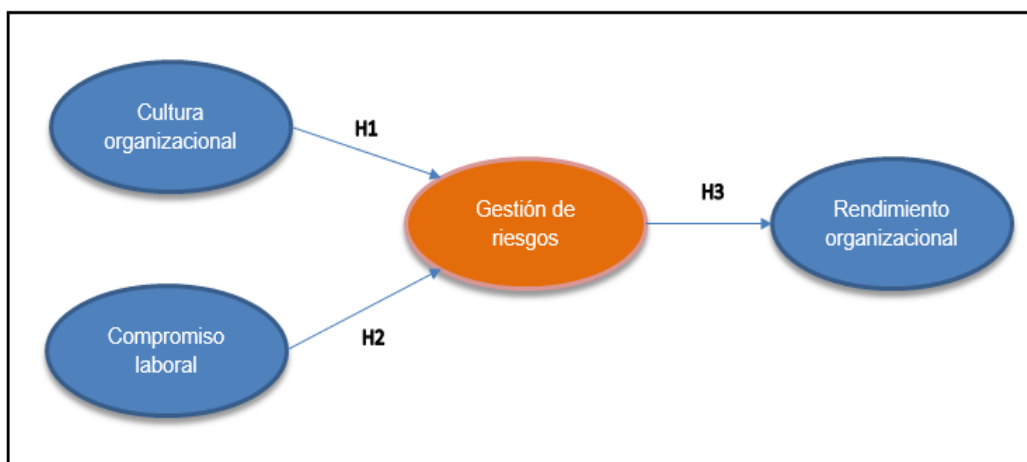 Cultura
organizacional
H1
Gestión de
riesgos
H3
Rendimiento
organizacional
Compromiso
laboral
H2